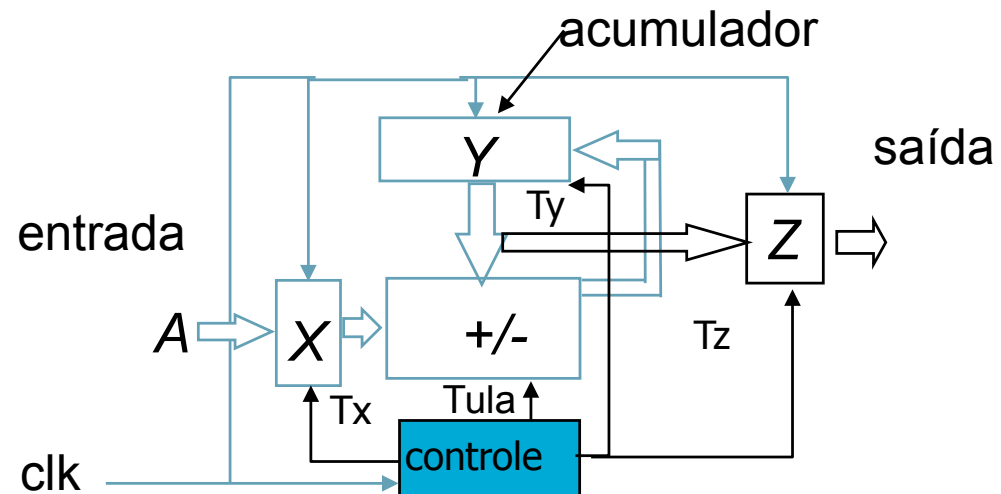 acumulador
saída
Y
Ty
entrada
Z
A
X
+/-
Tz
Tx
Tula
controle
clk